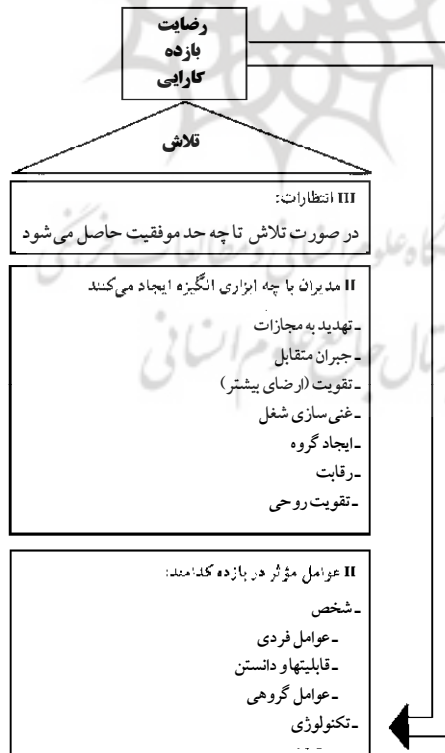 رضایت
بازده
کارایی
تلاش
III انتظارات:
در صورت تلاش تا چه حد موفقیت حاصل می‌شود
II مدیران با چه ابزاری انگیزه ایجاد می‌کنند
ـ تهدید به مجازات
ـ جبران متقابل
ـ تقویت (ارضای بیشتر)
ـ غنی‌سازی شغل
ـ ایجاد گروه
ـ رقابت
ـ تقویت روحی
II عوامل مؤثر در بازده کدامند:
ـ شخص
ـ عوامل فردی
ـ قابلیتها و دانستن
ـ عوامل گروهی
ـ تکنولوژی